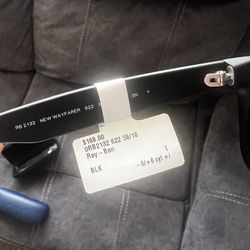 RB 2132 NEW WAYFARER 622
$168.00
0RB2132 622 58/18
Ray-Ban
BLK